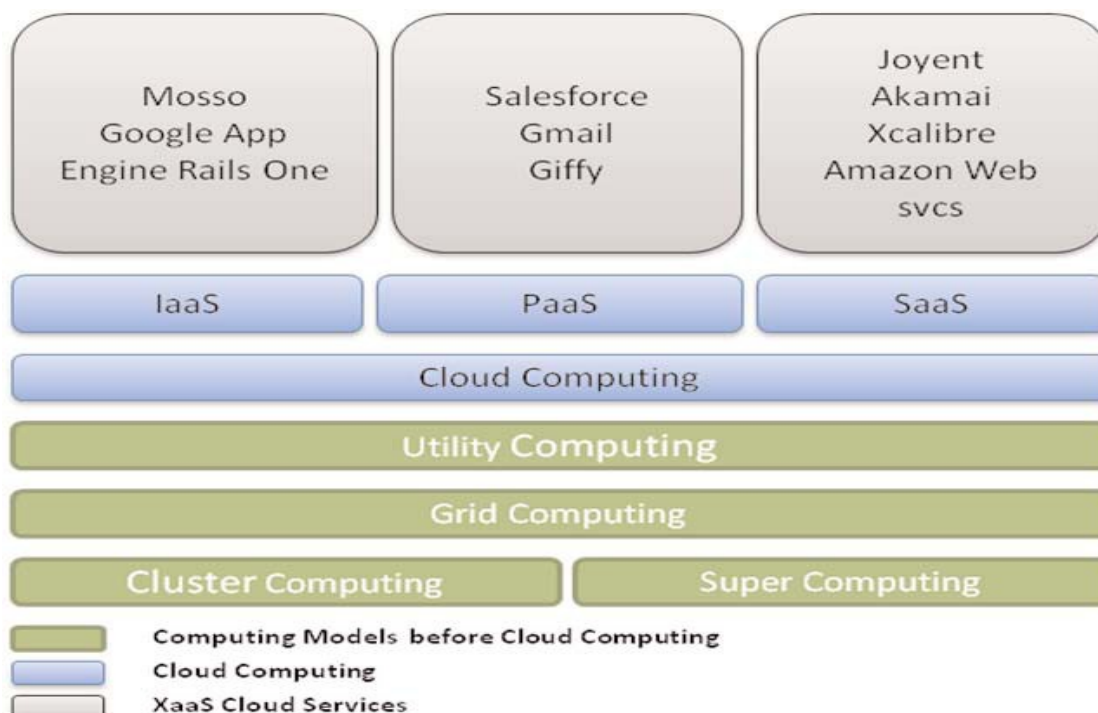 Mosso
Google App
Engine Rails One
Salesforce
Gmail
Giffy
Joyent
Akamai
Xcalibre
Amazon Web
svcs
IaaS
PaaS
SaaS
Cloud Computing
Utility Computing
Grid Computing
Cluster Computing
Super Computing
Computing Models before Cloud Computing
Cloud Computing
XaaS Cloud Services